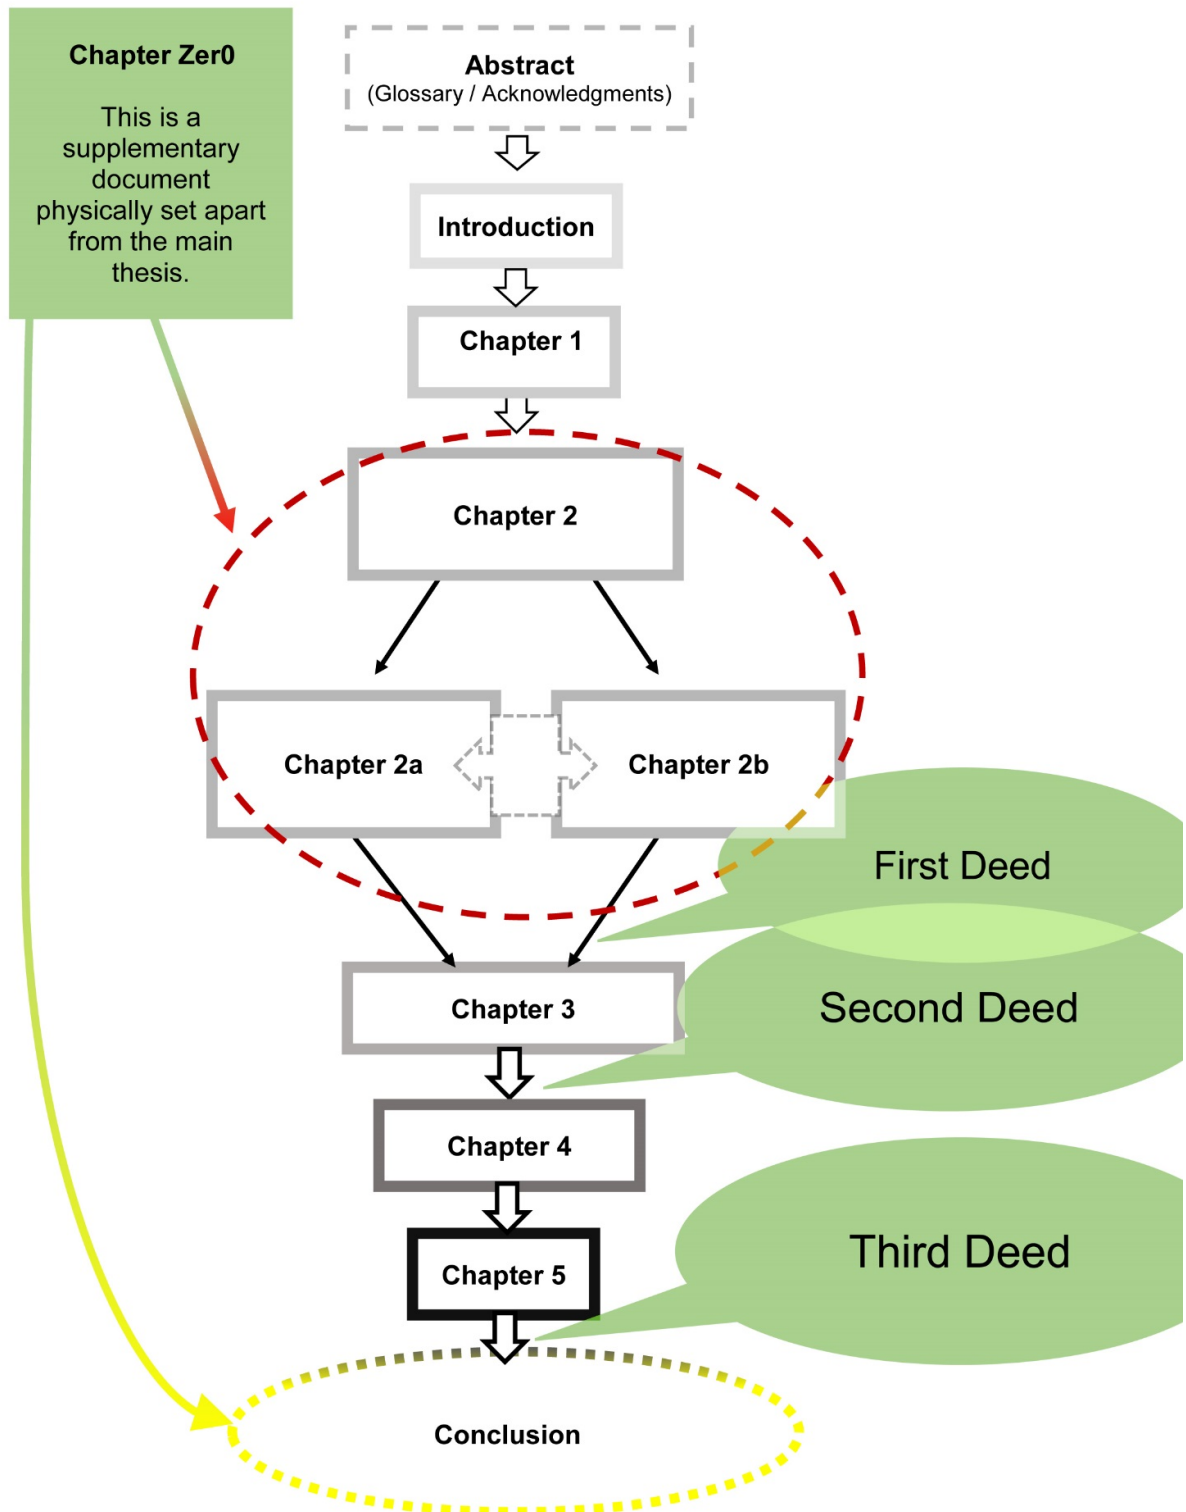 Chapter Zer0
This is a
supplementary
document
physically set apart
from the main
thesis.
Abstract
(Glossary / Acknowledgments)
Introduction
Chapter 1
Chapter 2
Chapter 2a
Chapter 2b
First Deed
Chapter 3
Second Deed
Chapter 4
Third Deed
Chapter 5
Conclusion